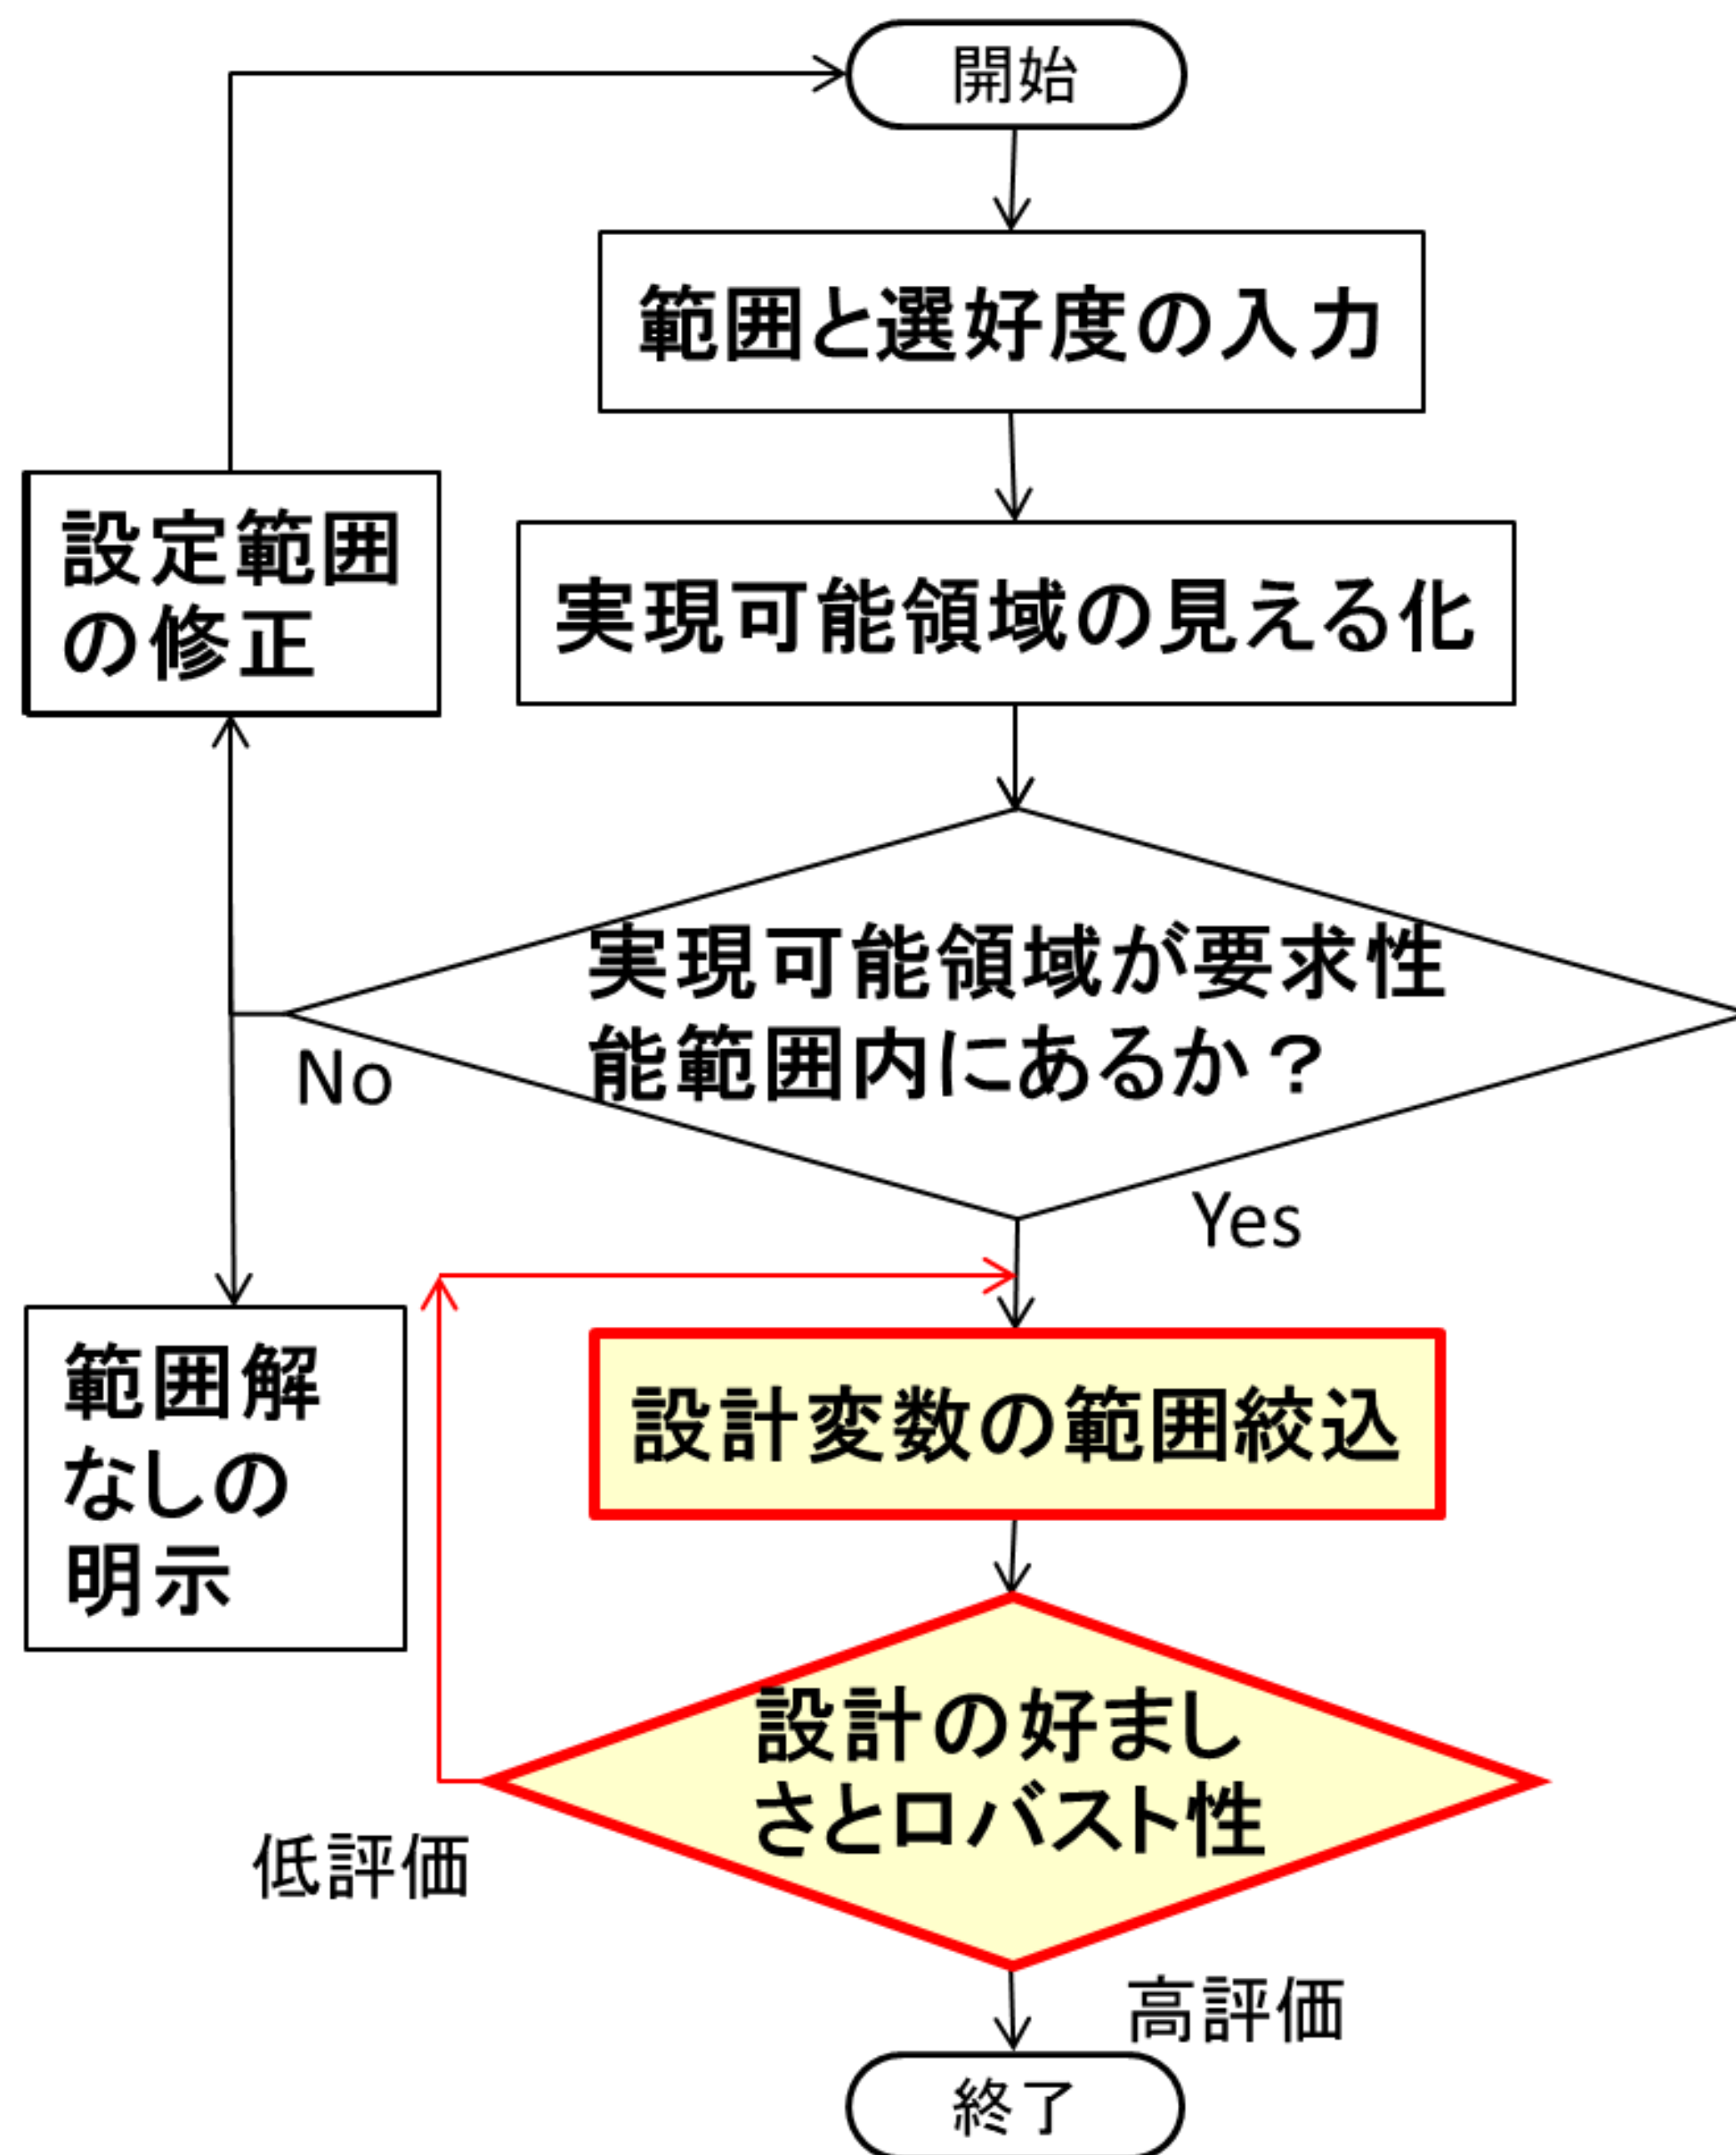 開始
範囲と選好度の入力
設定範囲
の修正
実現可能領域の見える化
実現可能領域が要求性
能範囲内にあるか？
No
Yes
範囲解
なしの
明示
設計変数の範囲絞込
設計の好まし
さとロバスト性
低評価
高評価
終了